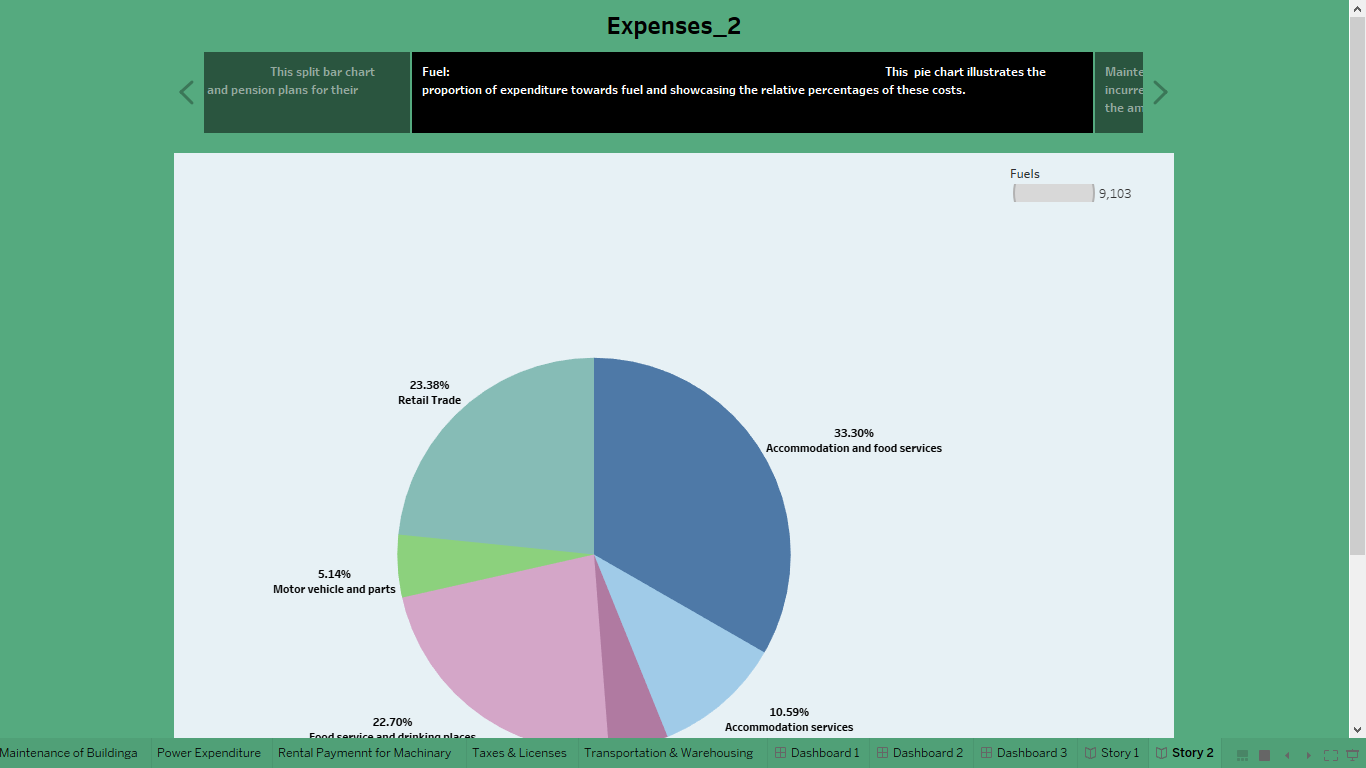 Expenses_2
This split bar chart
and pension plans for their
Fuel: This pie chart illustrates the
proportion of expenditure towards fuel and showcasing the relative percentages of these costs.
Mainte
incurre
the am
Fuels
9,103
23.38%
Retail Trade
33.30%
Accommodation and food services
5.14%
Motor vehicle and parts
10.59%
Accommodation services
22.70%
Food service and drinking places
Maintenance of Buildinga
Power Expenditure
Rental Paymennt for Machinary
Taxes & Licenses
Transportation & Warehousing
Dashboard 1
Dashboard 2
Dashboard 3
Story 1
Story 2